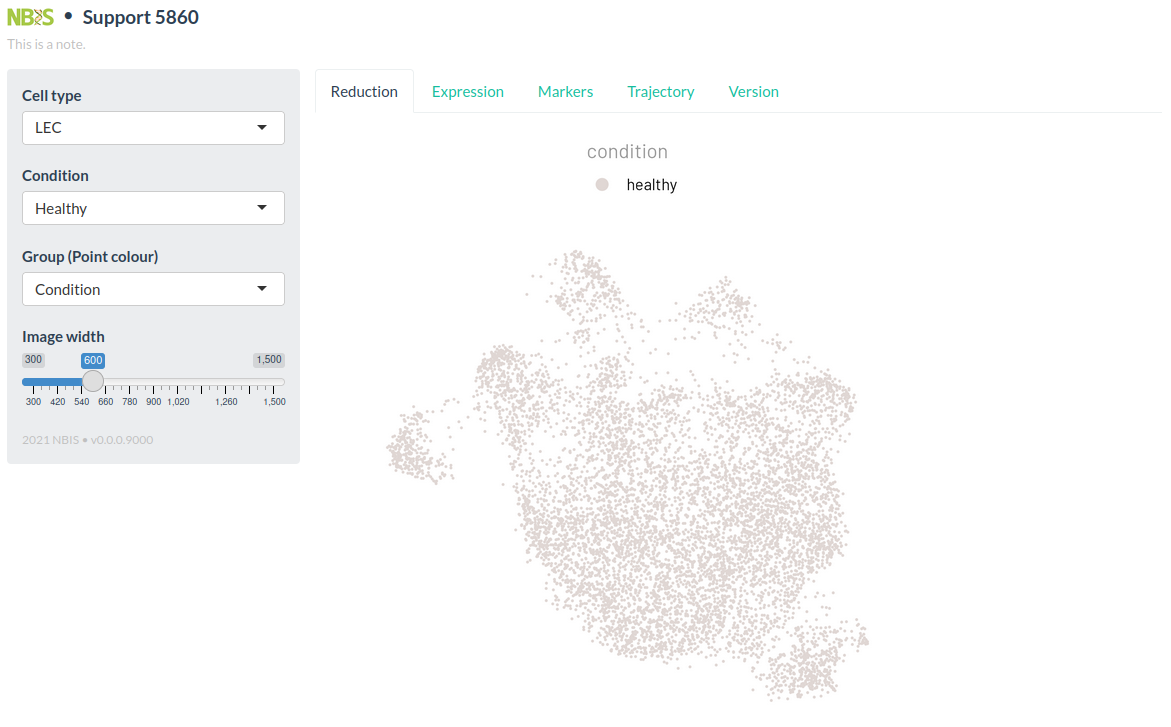 NBIS • Support 5860
This is a note.
Cell type
LEC
Condition
Healthy
Group (Point colour)
Condition
Image width
300 600 1,500
300 420 540 660 780 900 1,020 1,260 1,500
2021 NBIS • v0.0.0.9000
Reduction Expression Markers Trajectory Version
condition
healthy